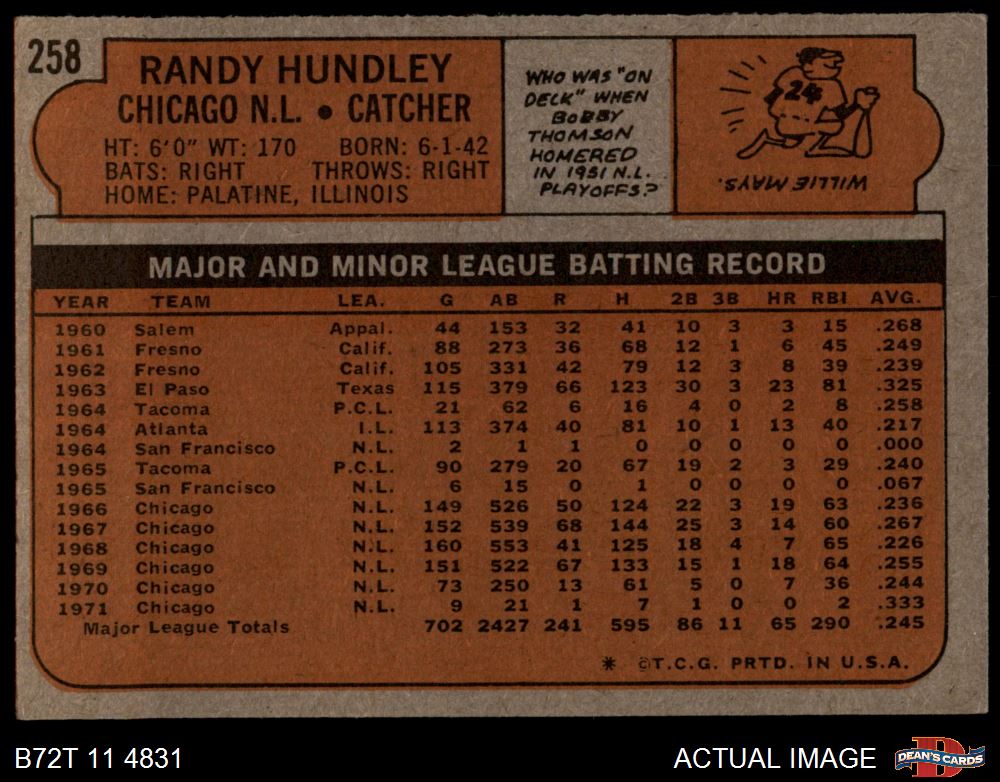 258
RANDY HUNDLEY
CHICAGO N.L. • CATCHER
HT: 6'0" WT: 170 BORN: 6-1-42
BATS: RIGHT THROWS: RIGHT
HOME: PALATINE, ILLINOIS
WHO WAS "ON
DECK" WHEN
BOBBY
THOMSON
HOMERED
IN 1951 N.L.
PLAYOFFS?
24
WILLIE MAYS.
MAJOR AND MINOR LEAGUE BATTING RECORD
YEAR TEAM LEA. G AB R H 2B 3B HR RBI AVG.
1960 Salem Appal. 44 153 32 41 10 3 3 15 .268
1961 Fresno Calif. 88 273 36 68 12 1 6 45 .249
1962 Fresno Calif. 105 331 42 79 12 3 8 39 .239
1963 El Paso Texas 115 379 66 123 30 3 23 81 .325
1964 Tacoma P.C.L. 21 62 6 16 4 0 2 8 .258
1964 Atlanta I.L. 113 374 40 81 10 1 13 40 .217
1964 San Francisco N.L. 2 1 1 0 0 0 0 0 .000
1965 Tacoma P.C.L. 90 279 20 67 19 2 3 29 .240
1965 San Francisco N.L. 6 15 0 1 0 0 0 0 .067
1966 Chicago N.L. 149 526 50 124 22 3 19 63 .236
1967 Chicago N.L. 152 539 68 144 25 3 14 60 .267
1968 Chicago N.L. 160 553 41 125 18 4 7 65 .226
1969 Chicago N.L. 151 522 67 133 15 1 18 64 .255
1970 Chicago N.L. 73 250 13 61 5 0 7 36 .244
1971 Chicago N.L. 9 21 1 7 1 0 0 2 .333
Major League Totals 702 2427 241 595 86 11 65 290 .245
* ©T.C.G. PRTD. IN U.S.A.
B72T 11 4831
ACTUAL IMAGE
D
DEAN'S CARDS